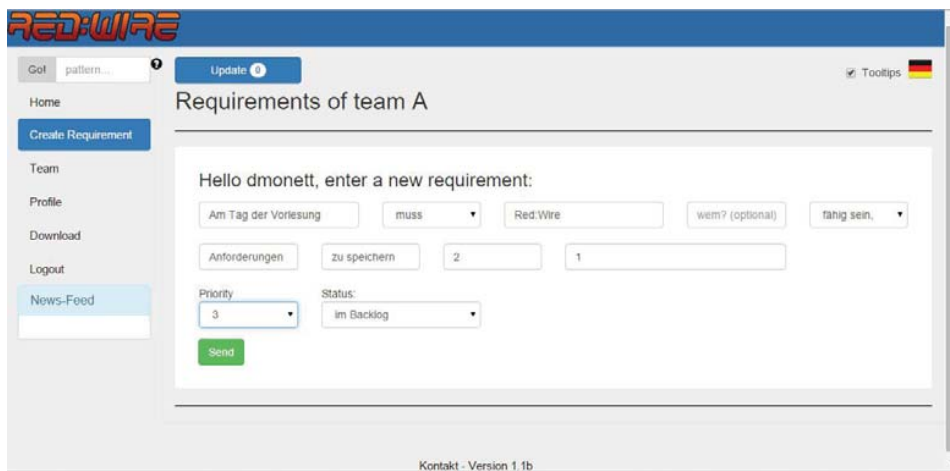 RED:WIRE
Go! pattern... ?
Update 0
Tooltips
Home
Requirements of team A
Create Requirement
Team
Hello dmonett, enter a new requirement:
Profile
Am Tag der Vorlesung muss Red:Wire wem? (optional) fähig sein,
Download
Anforderungen zu speichern 2 1
Logout
News-Feed
Priority Status:
3 im Backlog
Send
Kontakt - Version 1.1b